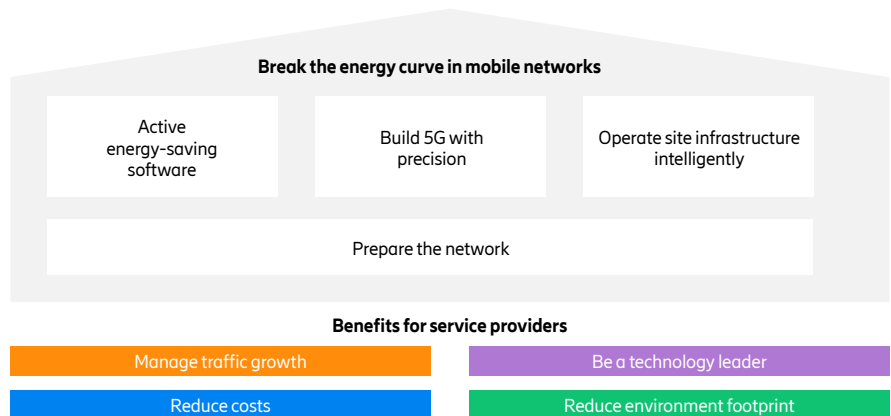 Break the energy curve in mobile networks
Active
energy-saving
software
Build 5G with
precision
Operate site infrastructure
intelligently
Prepare the network
Benefits for service providers
Manage traffic growth
Be a technology leader
Reduce costs
Reduce environment footprint